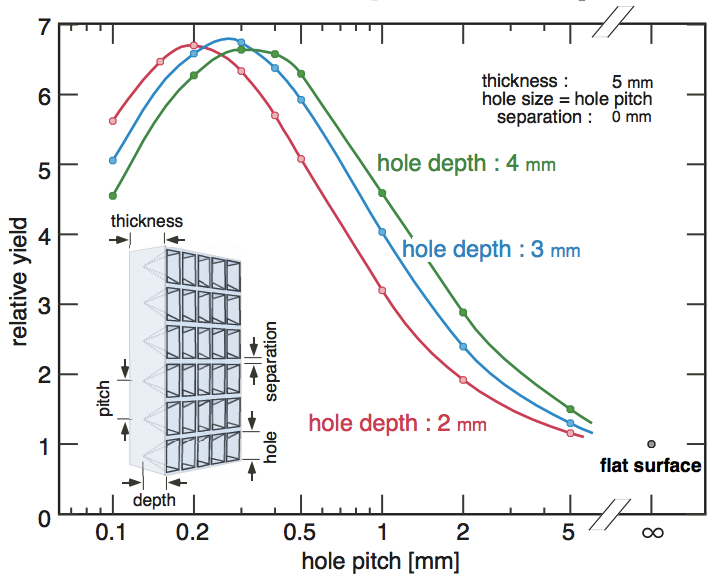 7
6
5
4
3
2
1
0
relative yield
thickness : 5 mm
hole size = hole pitch
separation : 0 mm
hole depth : 4 mm
hole depth : 3 mm
hole depth : 2 mm
thickness
separation
pitch
hole
depth
flat surface
0.1 0.2 0.5 1 2 5 ∞
hole pitch [mm]